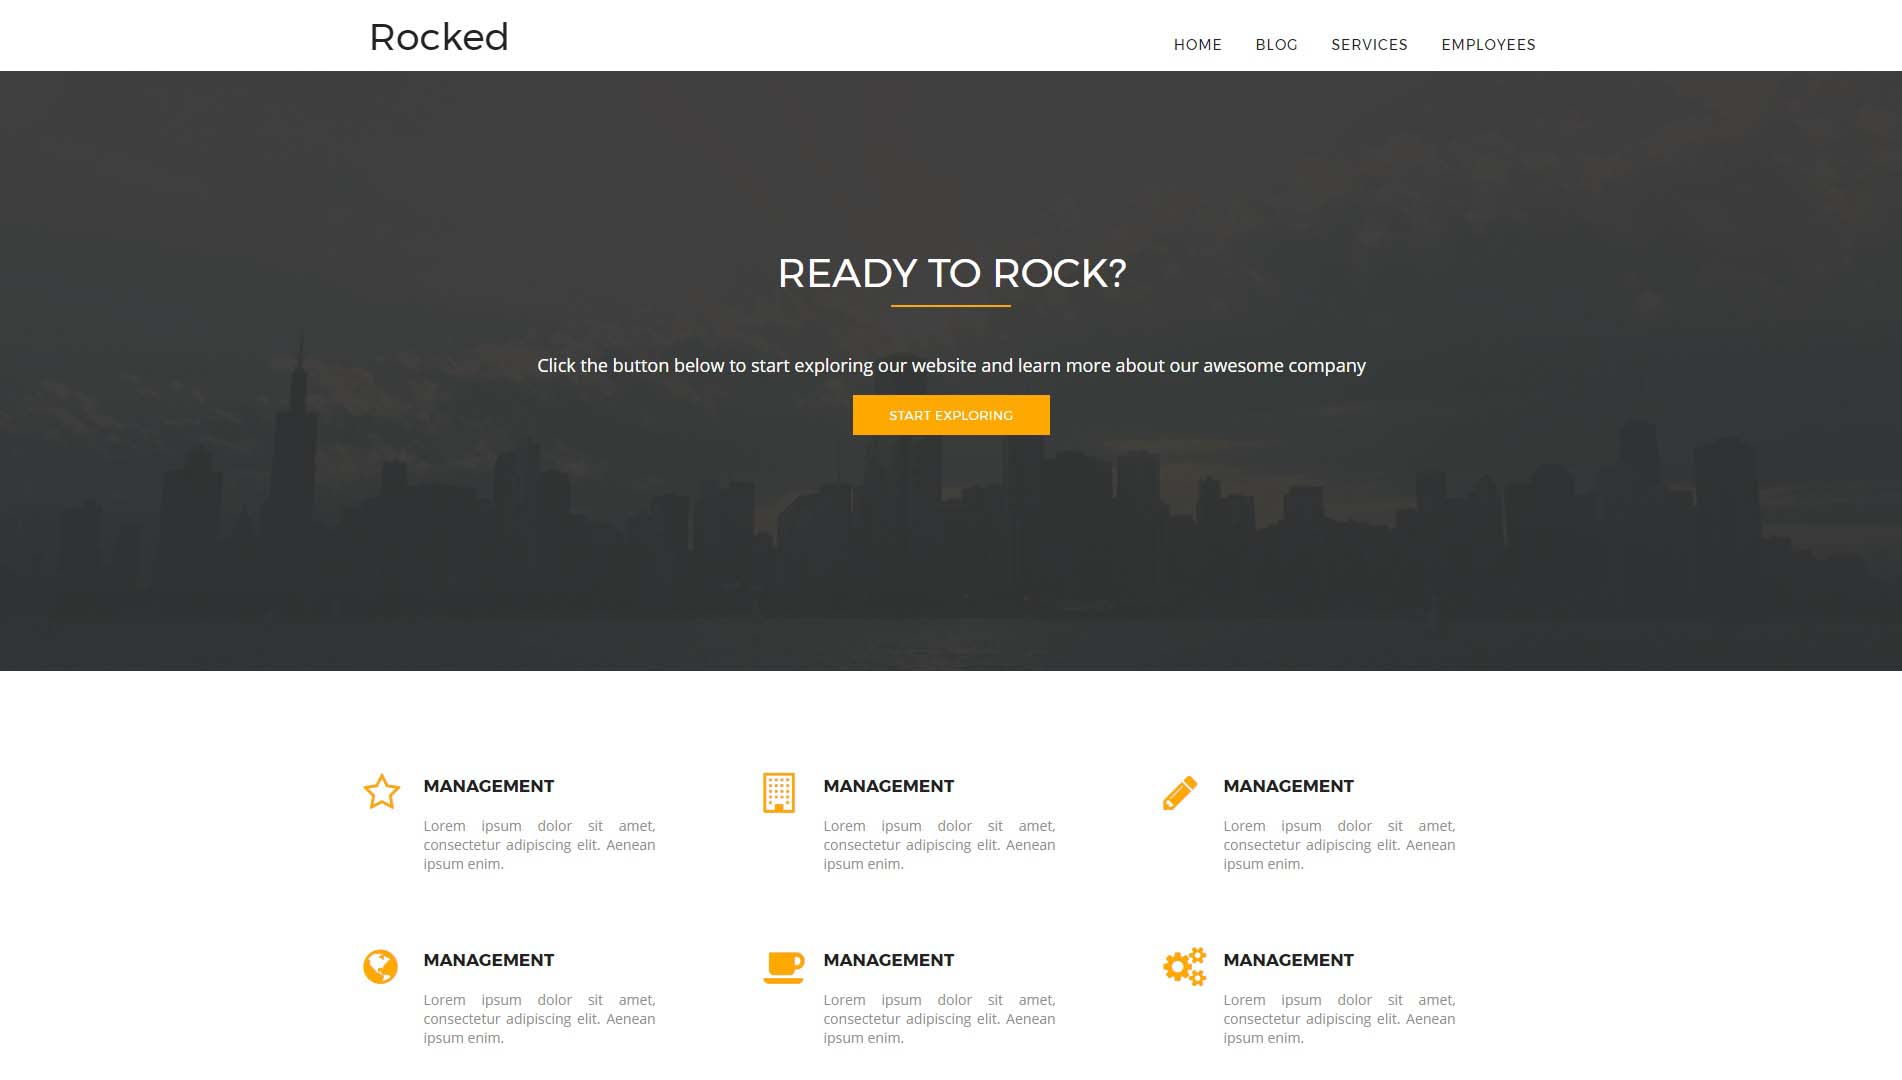 Rocked
HOME BLOG SERVICES EMPLOYEES
READY TO ROCK?
Click the button below to start exploring our website and learn more about our awesome company
START EXPLORING
MANAGEMENT
Lorem ipsum dolor sit amet,
consectetur adipiscing elit. Aenean
ipsum enim.
MANAGEMENT
Lorem ipsum dolor sit amet,
consectetur adipiscing elit. Aenean
ipsum enim.
MANAGEMENT
Lorem ipsum dolor sit amet,
consectetur adipiscing elit. Aenean
ipsum enim.
MANAGEMENT
Lorem ipsum dolor sit amet,
consectetur adipiscing elit. Aenean
ipsum enim.
MANAGEMENT
Lorem ipsum dolor sit amet,
consectetur adipiscing elit. Aenean
ipsum enim.
MANAGEMENT
Lorem ipsum dolor sit amet,
consectetur adipiscing elit. Aenean
ipsum enim.